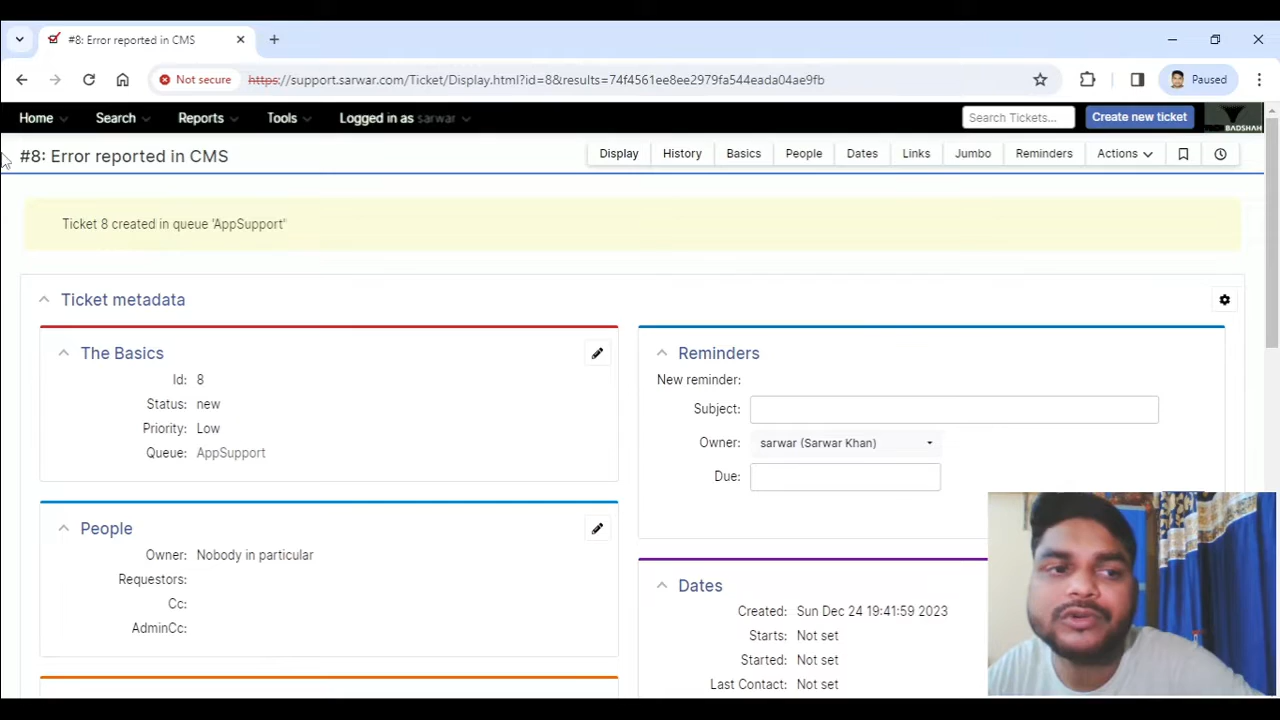 #8: Error reported in CMS
Not secure https://support.sarwar.com/Ticket/Display.html?id=8&results=74f4561ee8ee2979fa544eada04ae9fb Paused
Home Search Reports Tools Logged in as sarwar Search Tickets... Create new ticket BADSHAH
#8: Error reported in CMS Display History Basics People Dates Links Jumbo Reminders Actions
Ticket 8 created in queue 'AppSupport'
Ticket metadata
The Basics
Id: 8
Status: new
Priority: Low
Queue: AppSupport
People
Owner: Nobody in particular
Requestors:
Cc:
AdminCc:
Reminders
New reminder:
Subject:
Owner: sarwar (Sarwar Khan)
Due:
Dates
Created: Sun Dec 24 19:41:59 2023
Starts: Not set
Started: Not set
Last Contact: Not set